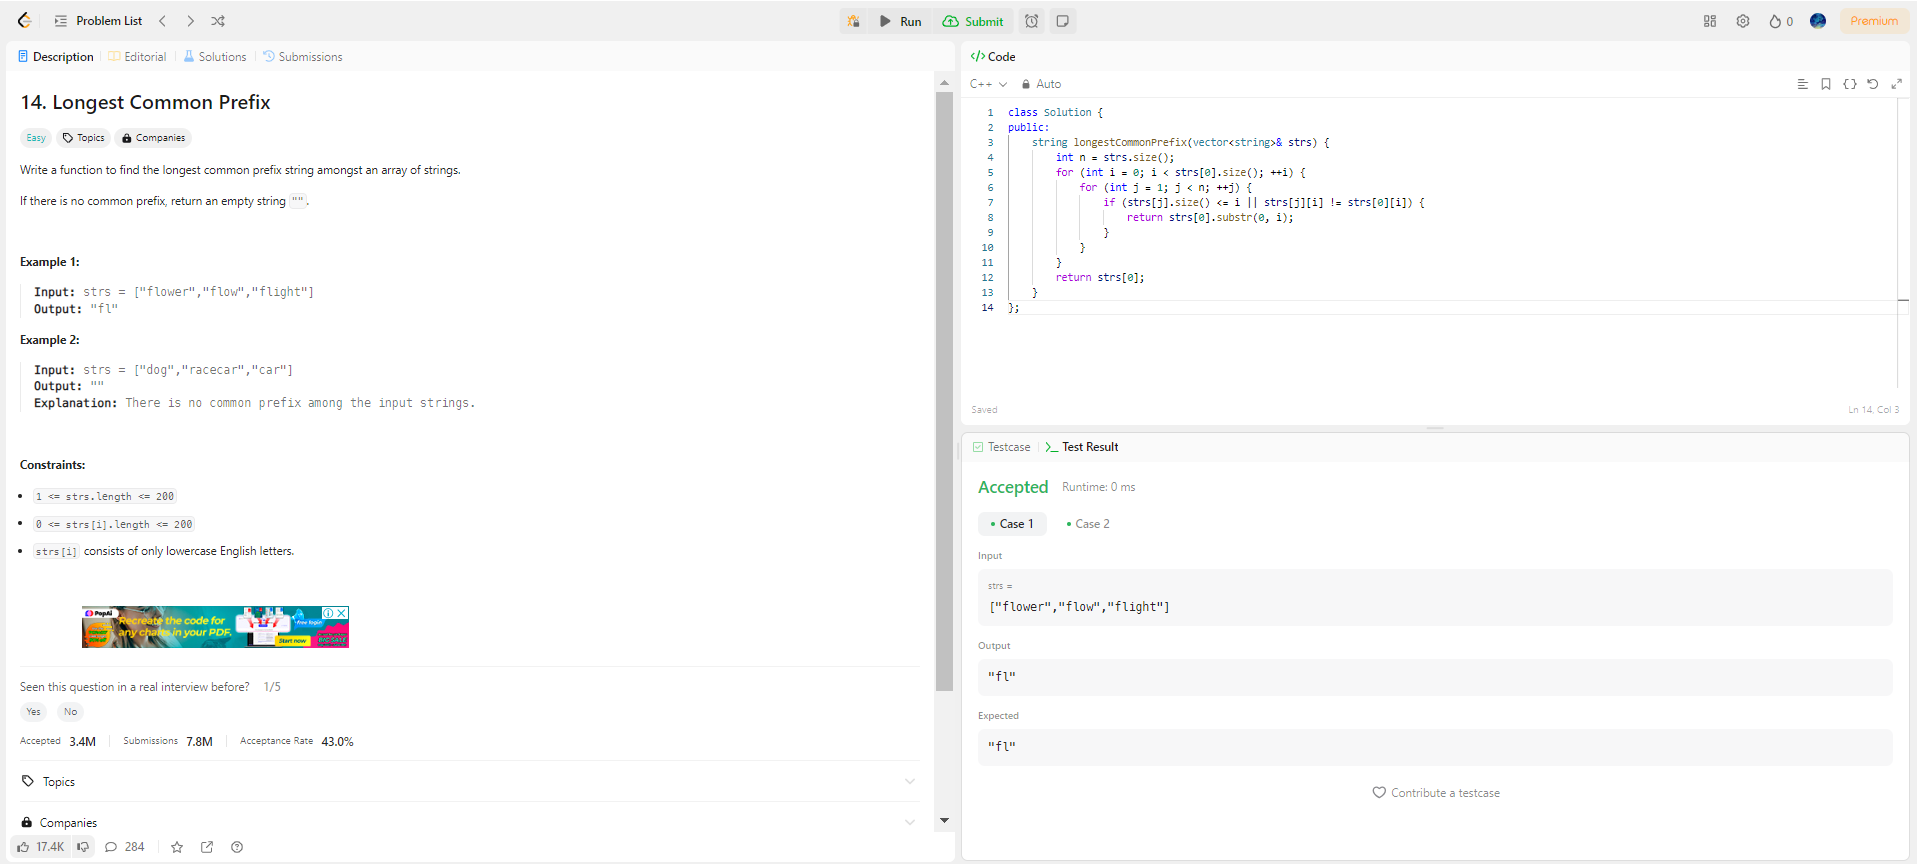 Problem List
Run
Submit
0
Premium
Description
Editorial
Solutions
Submissions
14. Longest Common Prefix
Easy
Topics
Companies
Write a function to find the longest common prefix string amongst an array of strings.
If there is no common prefix, return an empty string "".
Example 1:
Input: strs = ["flower","flow","flight"]
Output: "fl"
Example 2:
Input: strs = ["dog","racecar","car"]
Output: ""
Explanation: There is no common prefix among the input strings.
Constraints:
1 <= strs.length <= 200
0 <= strs[i].length <= 200
strs[i] consists of only lowercase English letters.
PopAi
Recreate the code for
any charts in your PDF.
free login
Start now
BIG SALE
Seen this question in a real interview before? 1/5
Yes
No
Accepted 3.4M
Submissions 7.8M
Acceptance Rate 43.0%
Topics
Companies
17.4K
284
Code
C++
Auto
1 class Solution {
2 public:
3 string longestCommonPrefix(vector<string>& strs) {
4 int n = strs.size();
5 for (int i = 0; i < strs[0].size(); ++i) {
6 for (int j = 1; j < n; ++j) {
7 if (strs[j].size() <= i || strs[j][i] != strs[0][i]) {
8 return strs[0].substr(0, i);
9 }
10 }
11 }
12 return strs[0];
13 }
14 };
Saved
Ln 14, Col 3
Testcase
>_ Test Result
Accepted
Runtime: 0 ms
• Case 1
• Case 2
Input
strs =
["flower","flow","flight"]
Output
"fl"
Expected
"fl"
Contribute a testcase